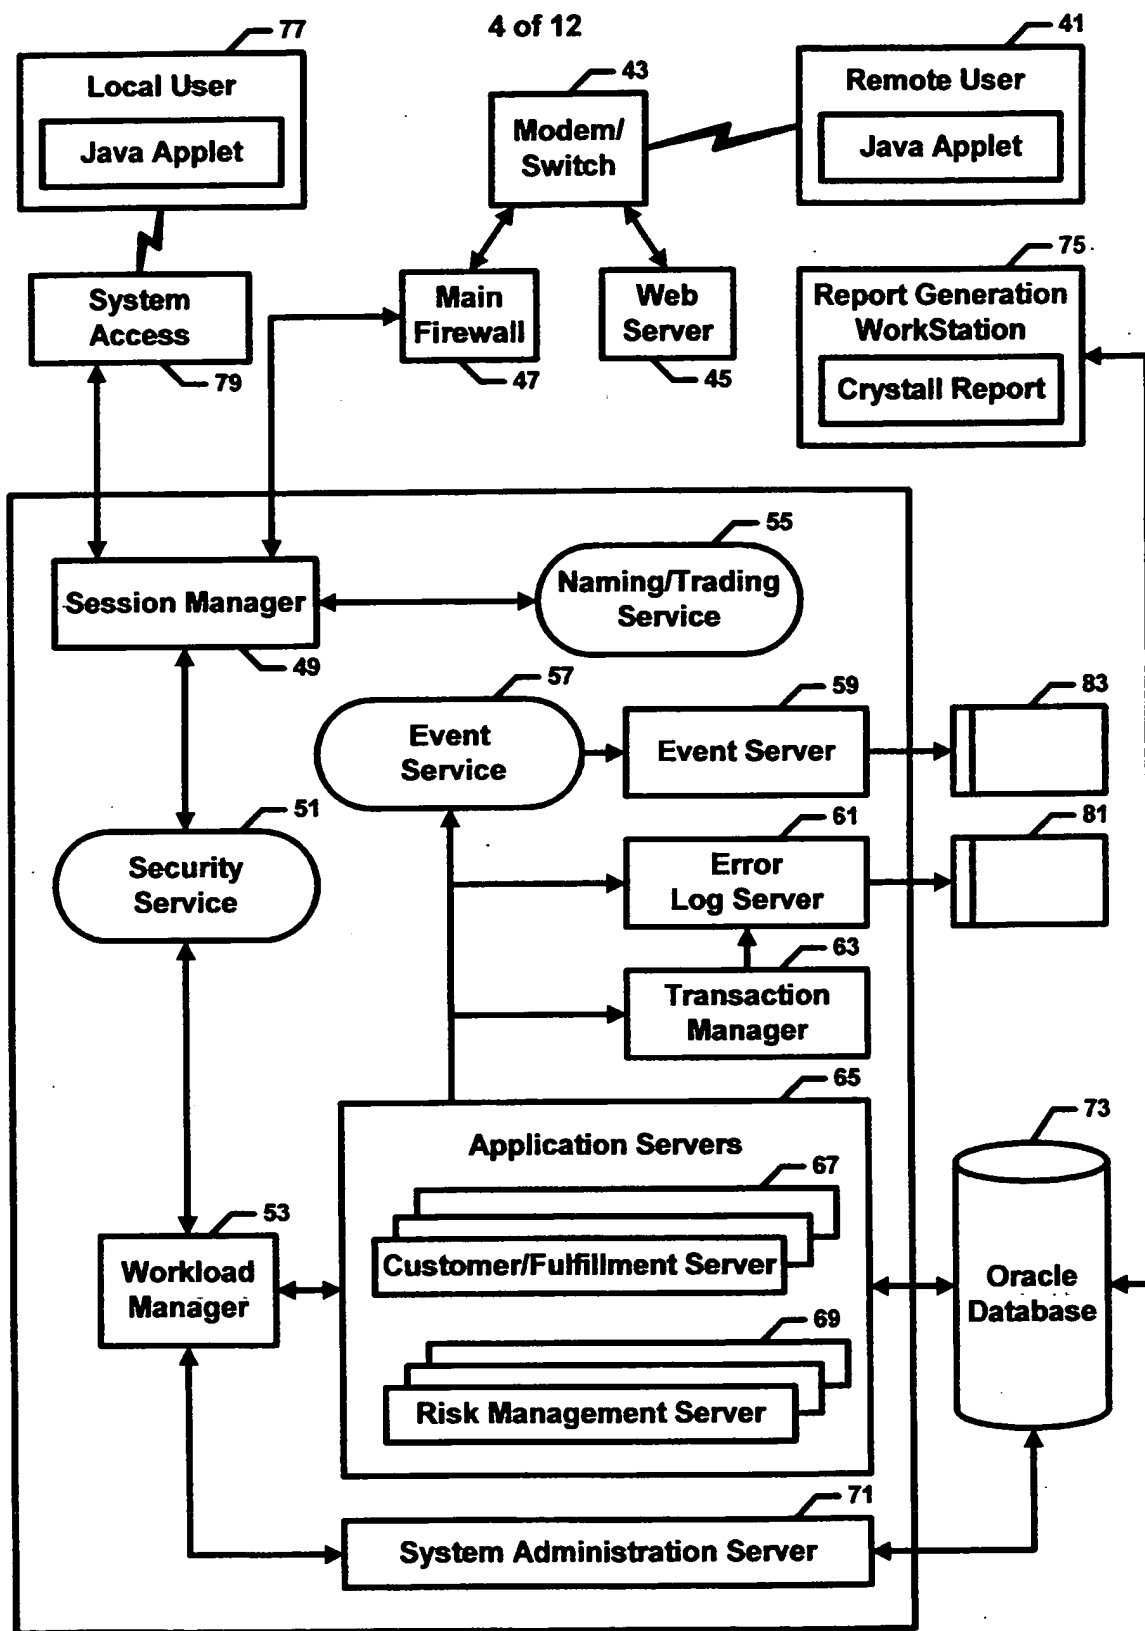 4 of 12
77
Local User
Java Applet
43
Modem/
Switch
41
Remote User
Java Applet
System
Access
79
Main
Firewall
47
Web
Server
45
75
Report Generation
WorkStation
Crystall Report
55
Naming/Trading
Service
Session Manager
49
57
Event
Service
59
Event Server
83
51
Security
Service
61
Error
Log Server
81
63
Transaction
Manager
65
Application Servers
67
Customer/Fulfillment Server
69
Risk Management Server
53
Workload
Manager
73
Oracle
Database
71
System Administration Server